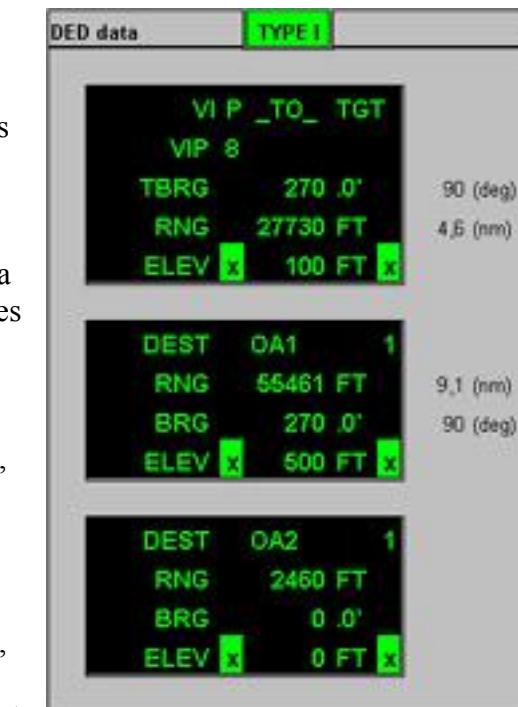 DED data TYPE I
s
VI P _TO_ TGT
VIP 8
TBRG 270 .0' 90 (deg)
RNG 27730 FT 4,6 (nm)
a
ELEV x 100 FT x
es
DEST OA1 1
RNG 55461 FT 9,1 (nm)
BRG 270 .0' 90 (deg)
ELEV x 500 FT x
,
DEST OA2 1
RNG 2460 FT
BRG 0 .0'
ELEV x 0 FT x
,